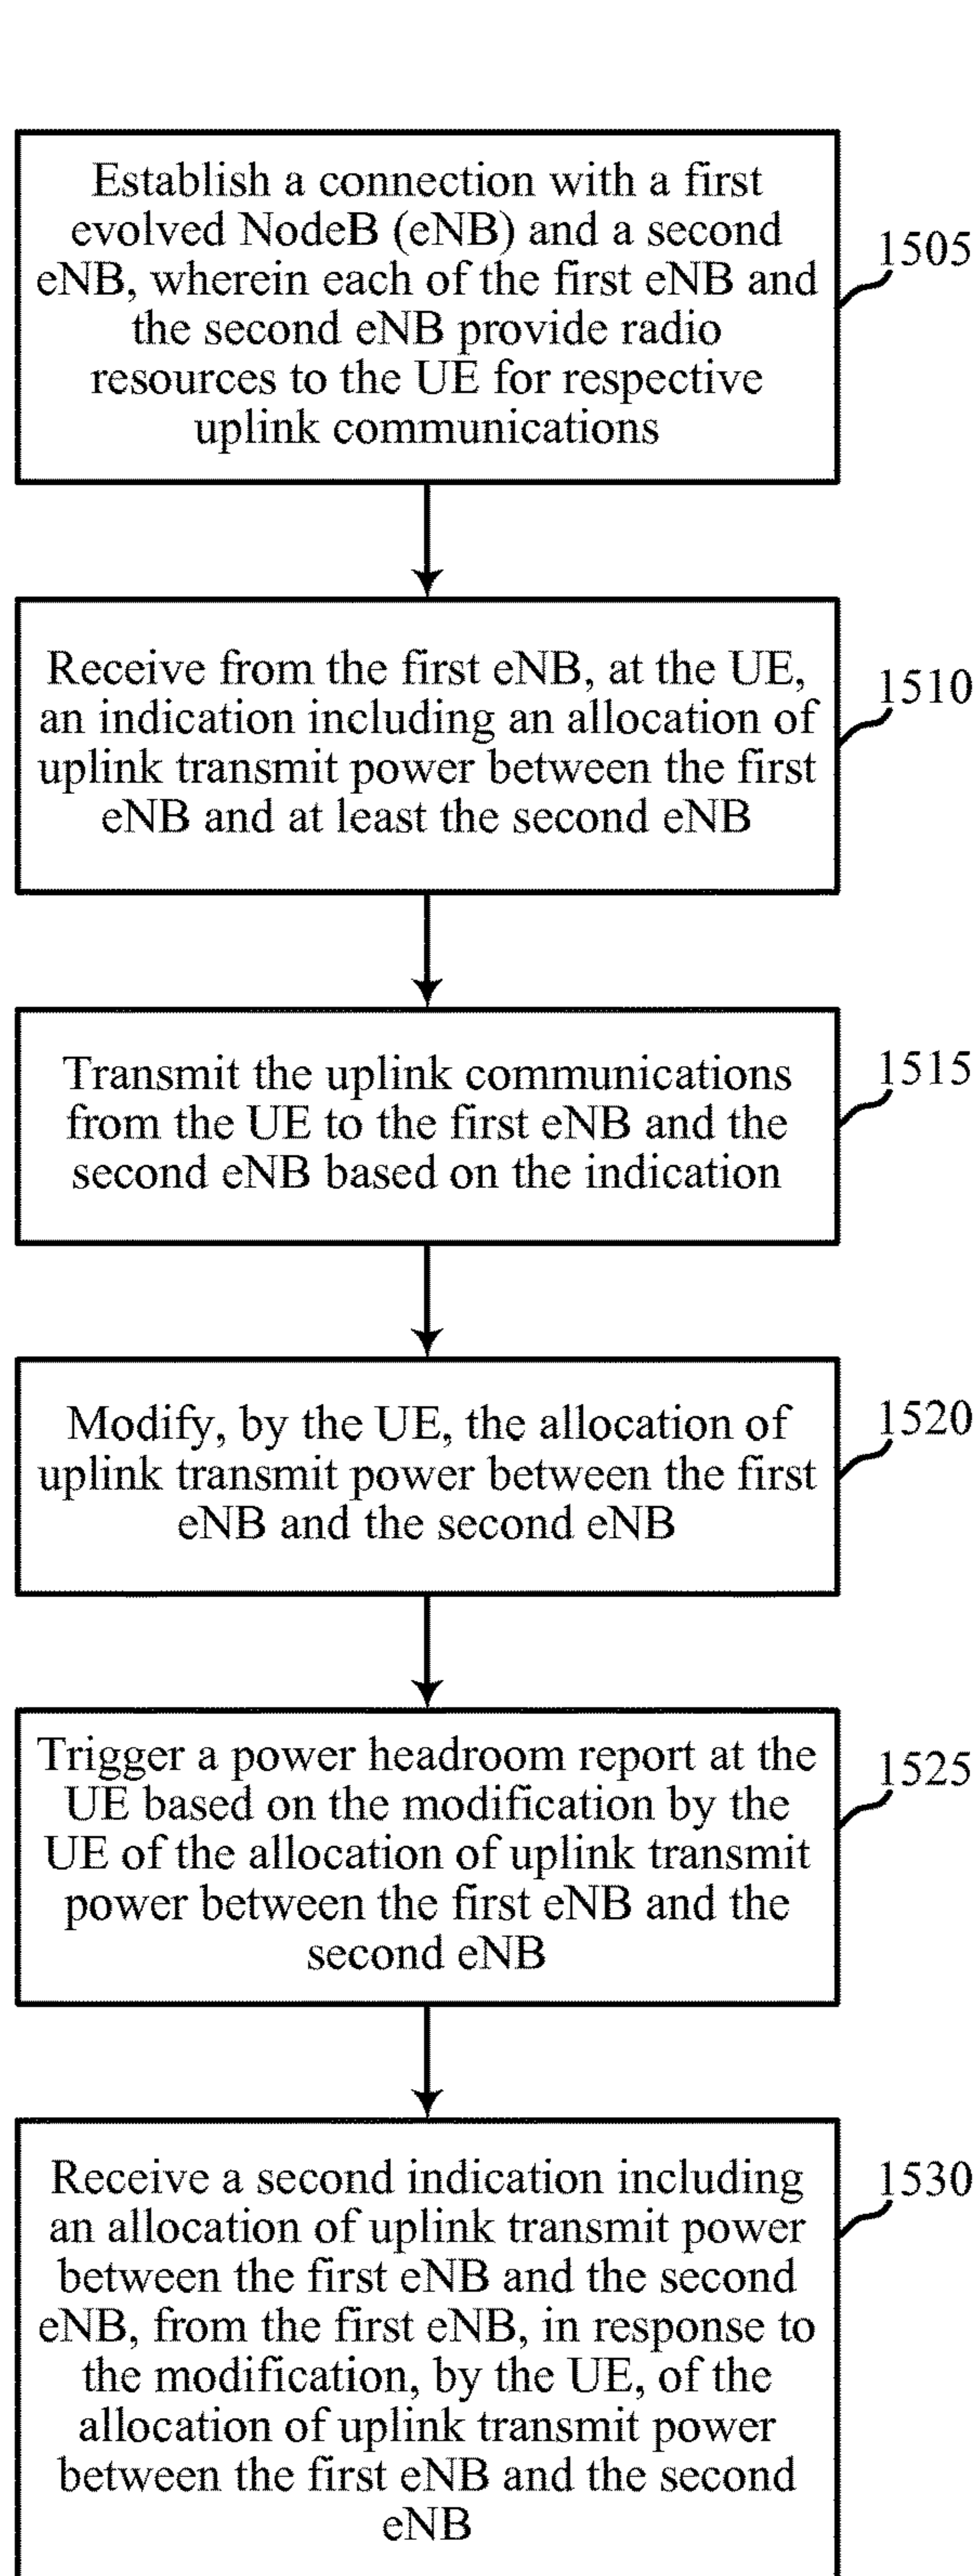 Establish a connection with a first
evolved NodeB (eNB) and a second
eNB, wherein each of the first eNB and
the second eNB provide radio
resources to the UE for respective
uplink communications
1505
Receive from the first eNB, at the UE,
an indication including an allocation of
uplink transmit power between the first
eNB and at least the second eNB
1510
Transmit the uplink communications
from the UE to the first eNB and the
second eNB based on the indication
1515
Modify, by the UE, the allocation of
uplink transmit power between the first
eNB and the second eNB
1520
Trigger a power headroom report at the
UE based on the modification by the
UE of the allocation of uplink transmit
power between the first eNB and the
second eNB
1525
Receive a second indication including
an allocation of uplink transmit power
between the first eNB and the second
eNB, from the first eNB, in response to
the modification, by the UE, of the
allocation of uplink transmit power
between the first eNB and the second
eNB
1530